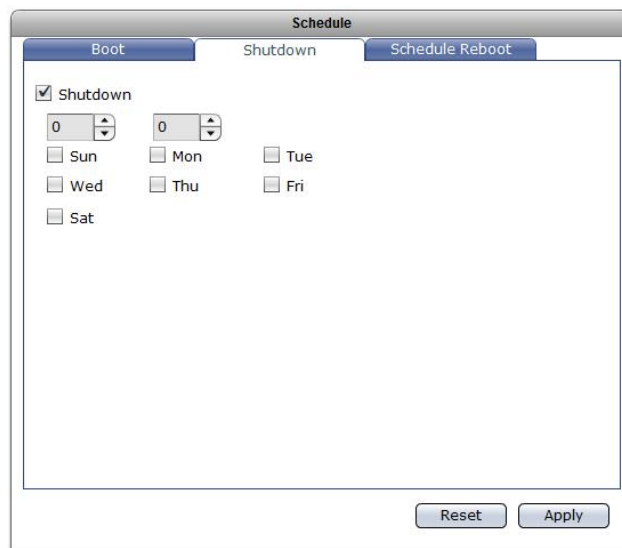 Schedule
Boot Shutdown Schedule Reboot
Shutdown
0 0
Sun Mon Tue
Wed Thu Fri
Sat
Reset Apply